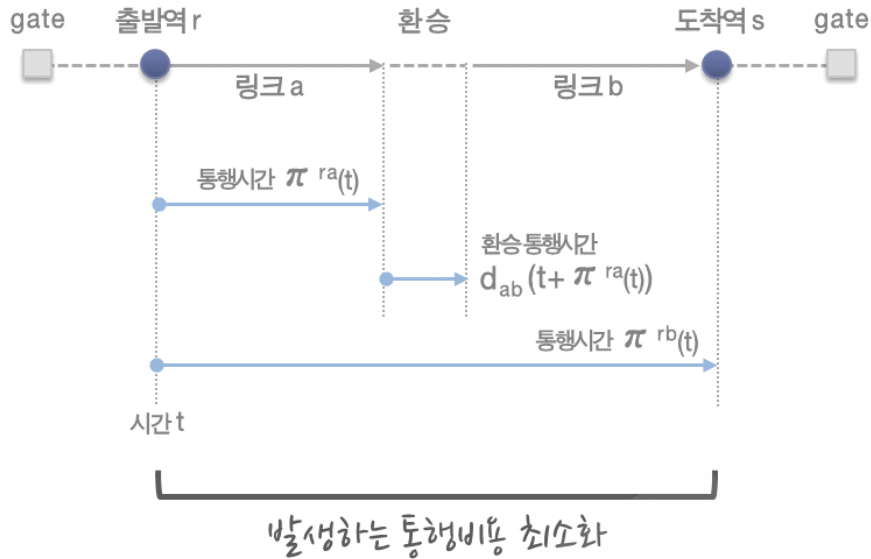 gate 출발역 r 환승 도착역 s gate
링크 a 링크 b
통행시간 π ra(t)
환승 통행시간
dab (t+ π ra(t))
통행시간 π rb(t)
시간 t
발생하는 통행비용 최소화